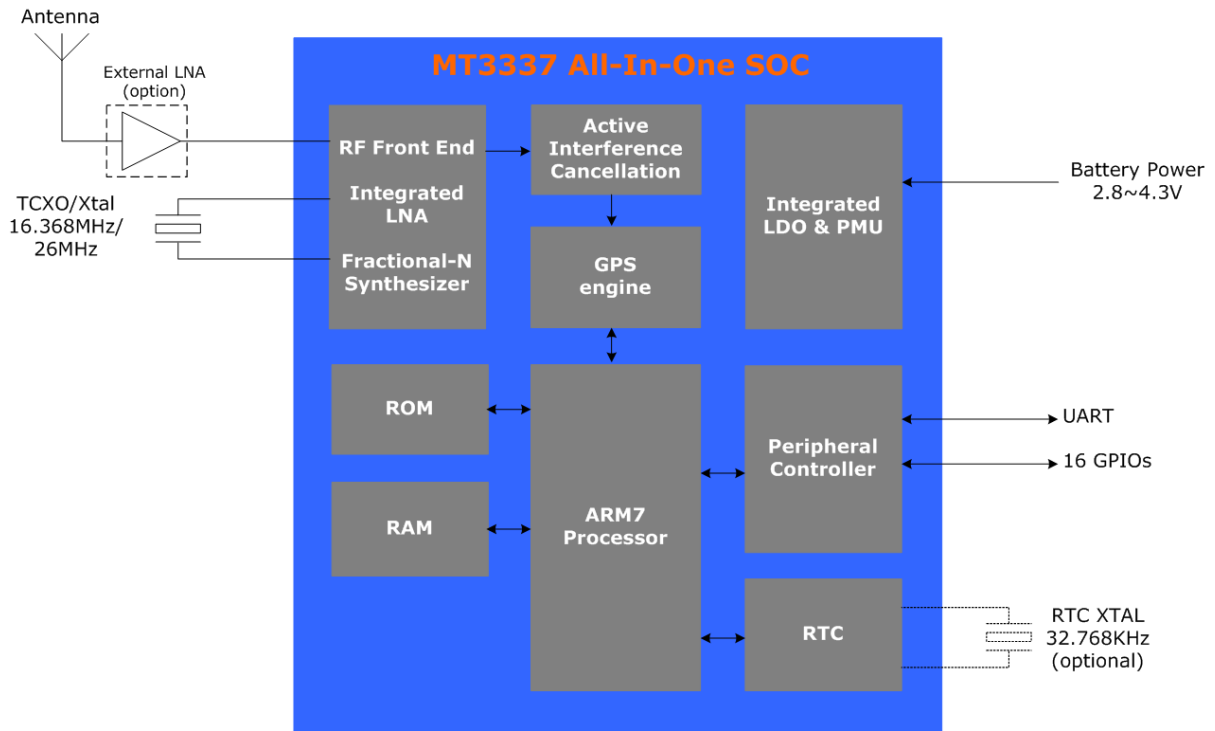 Antenna
External LNA
(option)
TCXO/Xtal
16.368MHz/
26MHz
MT3337 All-In-One SOC
RF Front End
Integrated
LNA
Fractional-N
Synthesizer
Active
Interference
Cancellation
GPS
engine
Integrated
LDO & PMU
Battery Power
2.8~4.3V
ROM
RAM
ARM7
Processor
Peripheral
Controller
UART
16 GPIOs
RTC
RTC XTAL
32.768KHz
(optional)